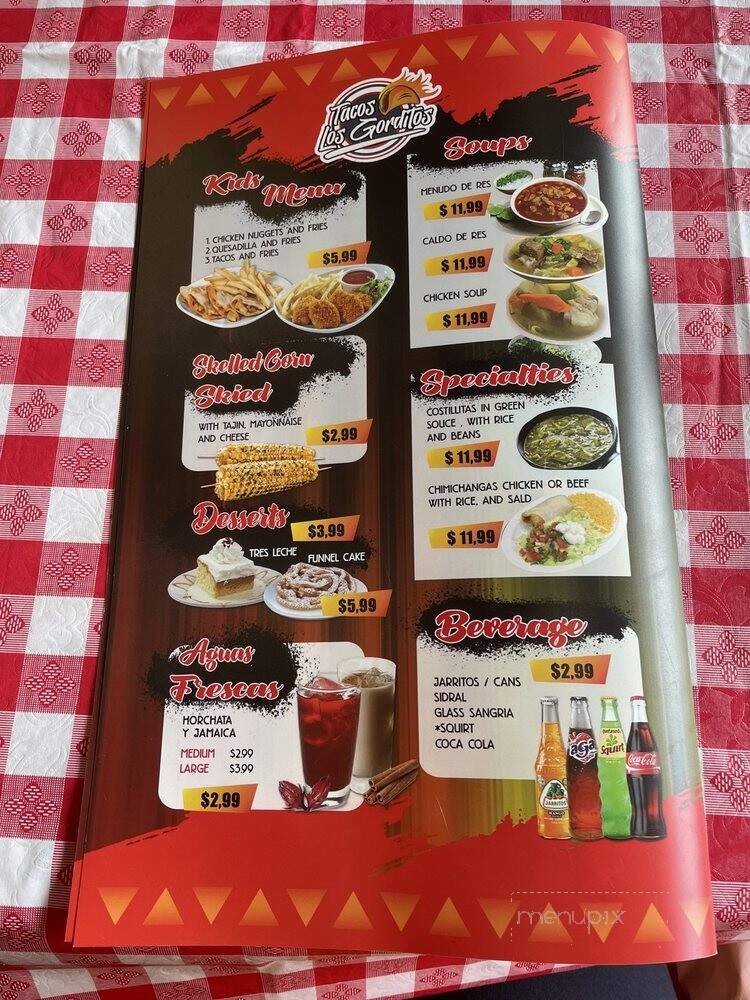 Tacos
Los Gorditos
Kids Menu
1. CHICKEN NUGGETS AND FRIES
2. QUESADILLA AND FRIES
3. TACOS AND FRIES
$5,99
Skelled Corn
Skied
WITH TAJIN, MAYONNAISE
AND CHEESE
$2,99
Desserts
$3,99
TRES LECHE
FUNNEL CAKE
$5,99
Aguas
Frescas
HORCHATA
Y JAMAICA
MEDIUM $2.99
LARGE $3.99
$2,99
Soups
MENUDO DE RES
$ 11,99
CALDO DE RES
$ 11,99
CHICKEN SOUP
$ 11,99
Specialties
COSTILLITAS IN GREEN
SOUCE , WITH RICE
AND BEANS
$ 11,99
CHIMICHANGAS CHICKEN OR BEEF
WITH RICE, AND SALD
$ 11,99
Beverage
$2,99
JARRITOS / CANS
SIDRAL
GLASS SANGRIA
*SQUIRT
COCA COLA
JARRITOS
aga
Squirt
Coca-Cola
menupix